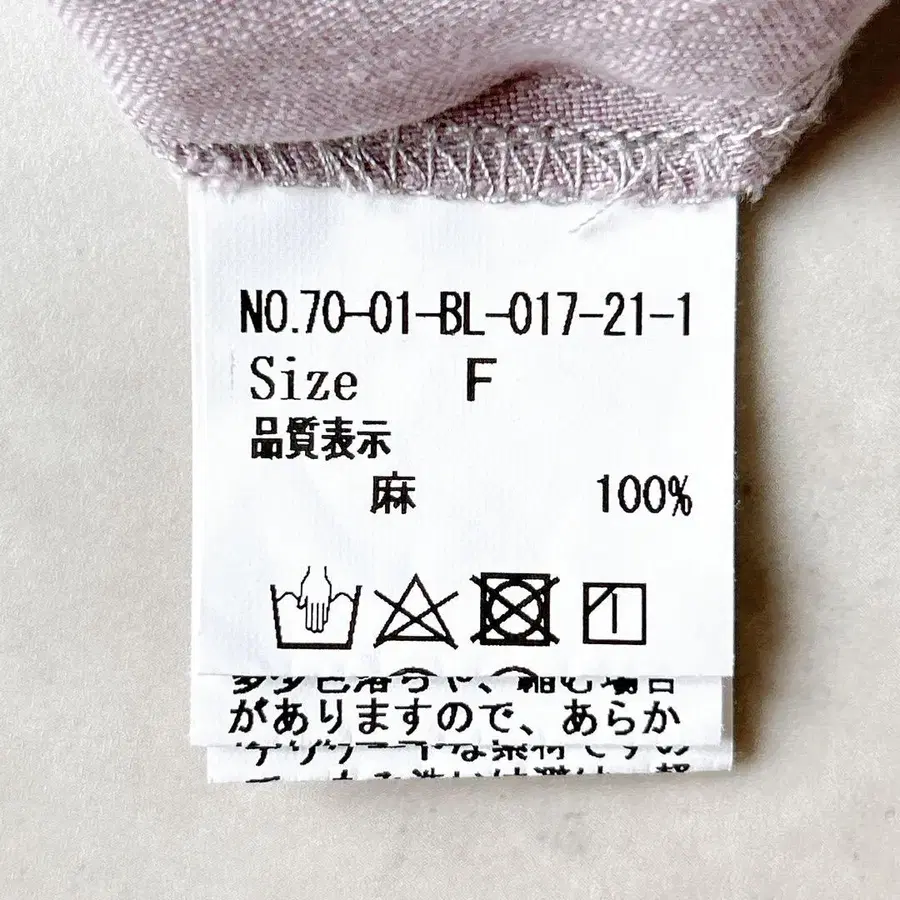 NO.70-01-BL-017-21-1
Size F
品質表示
麻 100%
がありますので、あらか